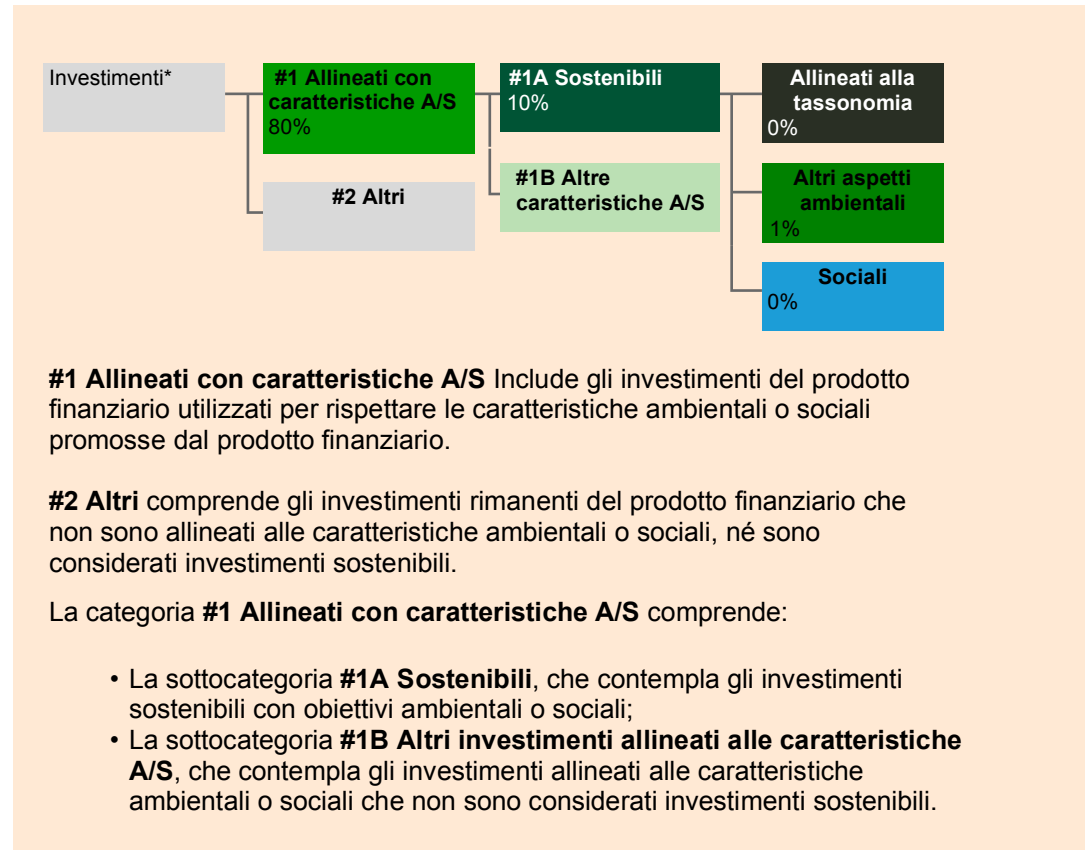 Investimenti*
#1 Allineati con
caratteristiche A/S
80%
#1A Sostenibili
10%
Allineati alla
tassonomia
0%
#2 Altri
#1B Altre
caratteristiche A/S
Altri aspetti
ambientali
1%
Sociali
0%
#1 Allineati con caratteristiche A/S Include gli investimenti del prodotto
finanziario utilizzati per rispettare le caratteristiche ambientali o sociali
promosse dal prodotto finanziario.
#2 Altri comprende gli investimenti rimanenti del prodotto finanziario che
non sono allineati alle caratteristiche ambientali o sociali, né sono
considerati investimenti sostenibili.
La categoria #1 Allineati con caratteristiche A/S comprende:
• La sottocategoria #1A Sostenibili, che contempla gli investimenti
sostenibili con obiettivi ambientali o sociali;
• La sottocategoria #1B Altri investimenti allineati alle caratteristiche
A/S, che contempla gli investimenti allineati alle caratteristiche
ambientali o sociali che non sono considerati investimenti sostenibili.